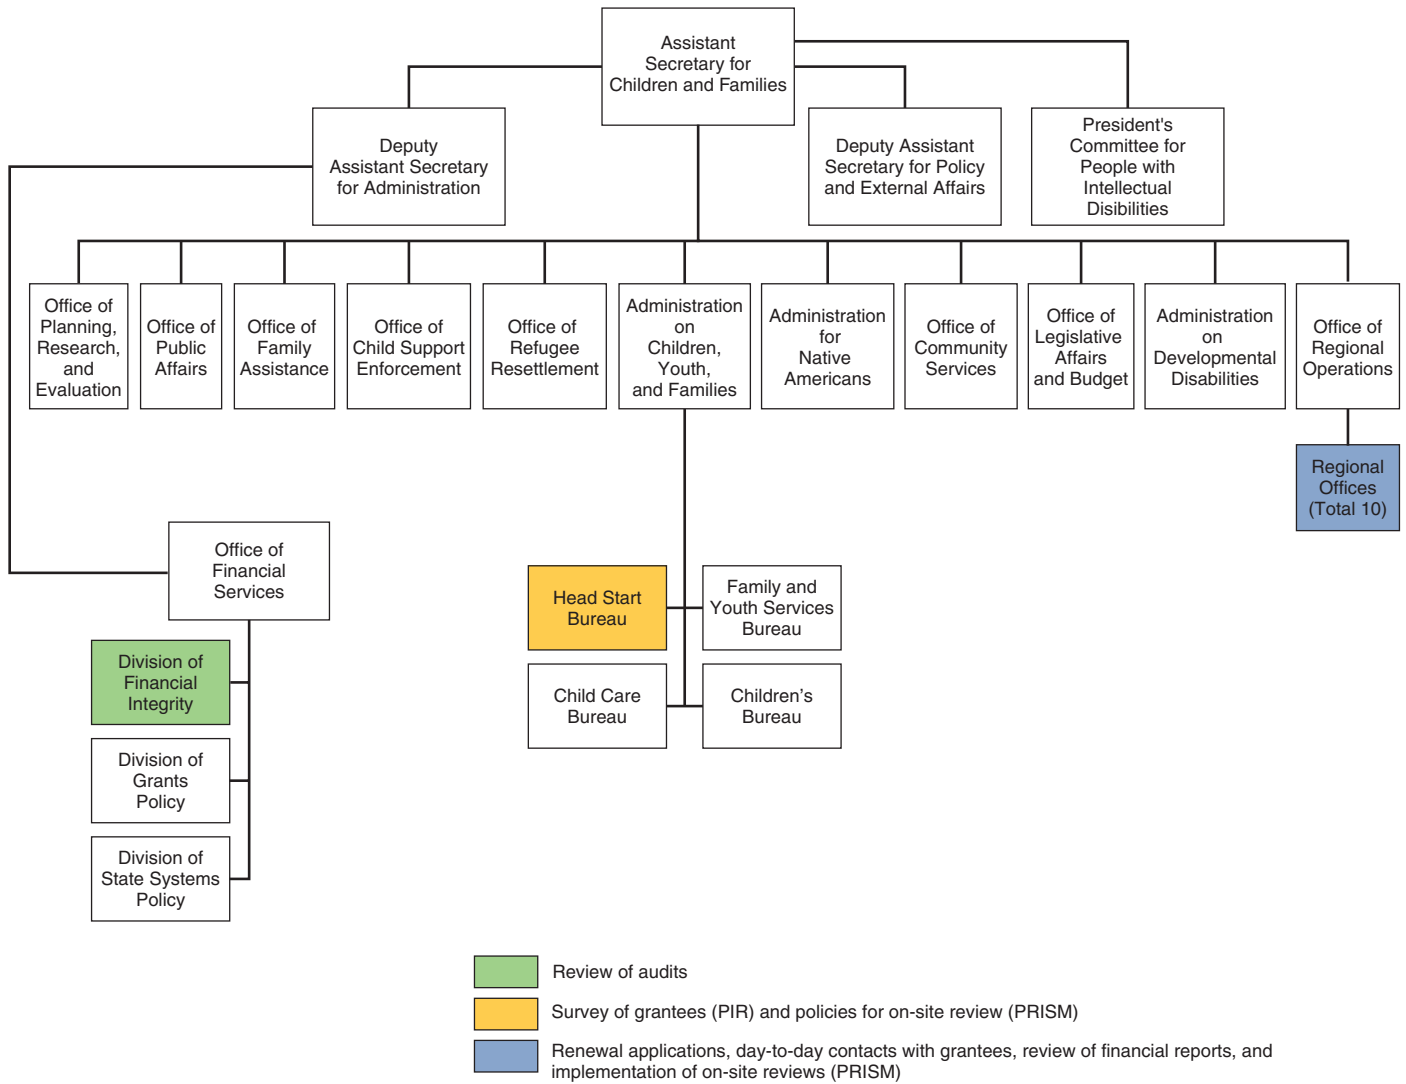 Assistant
Secretary for
Children and Families
Deputy
Assistant Secretary
for Administration
Deputy Assistant
Secretary for Policy
and External Affairs
President's
Committee for
People with
Intellectual
Disibilities
Office of
Planning,
Research,
and
Evaluation
Office of
Public
Affairs
Office of
Family
Assistance
Office of
Child Support
Enforcement
Office of
Refugee
Resettlement
Administration
on
Children,
Youth,
and Families
Administration
for
Native
Americans
Office of
Community
Services
Office of
Legislative
Affairs
and Budget
Administration
on
Developmental
Disabilities
Office of
Regional
Operations
Regional
Offices
(Total 10)
Office of
Financial
Services
Head Start
Bureau
Family and
Youth Services
Bureau
Division of
Financial
Integrity
Child Care
Bureau
Children’s
Bureau
Division of
Grants
Policy
Division of
State Systems
Policy
Review of audits
Survey of grantees (PIR) and policies for on-site review (PRISM)
Renewal applications, day-to-day contacts with grantees, review of financial reports, and
implementation of on-site reviews (PRISM)